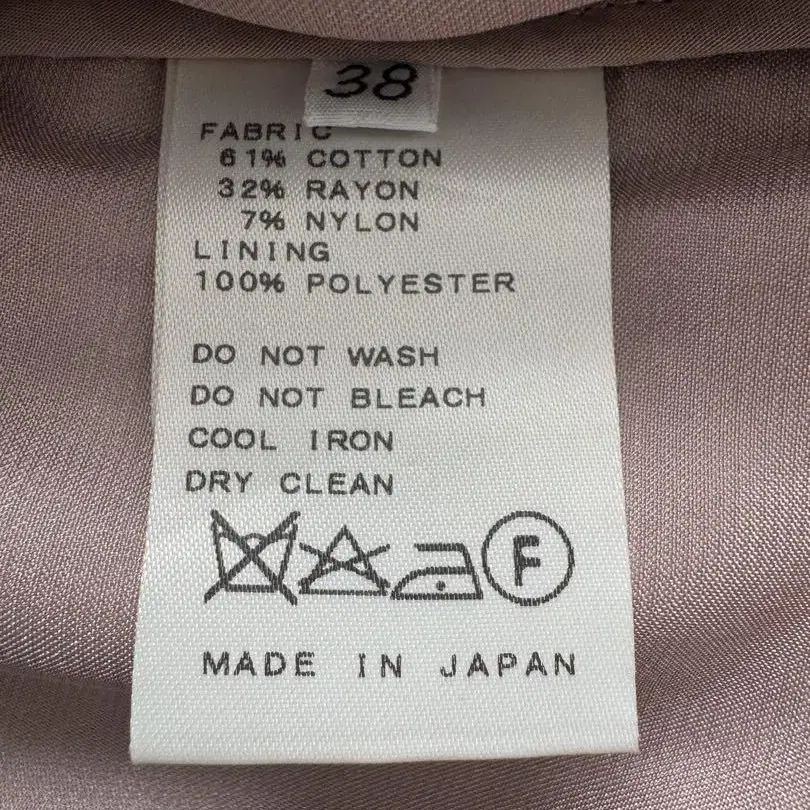 38
FABRIC
61% COTTON
32% RAYON
7% NYLON
LINING
100% POLYESTER
DO NOT WASH
DO NOT BLEACH
COOL IRON
DRY CLEAN
F
MADE IN JAPAN